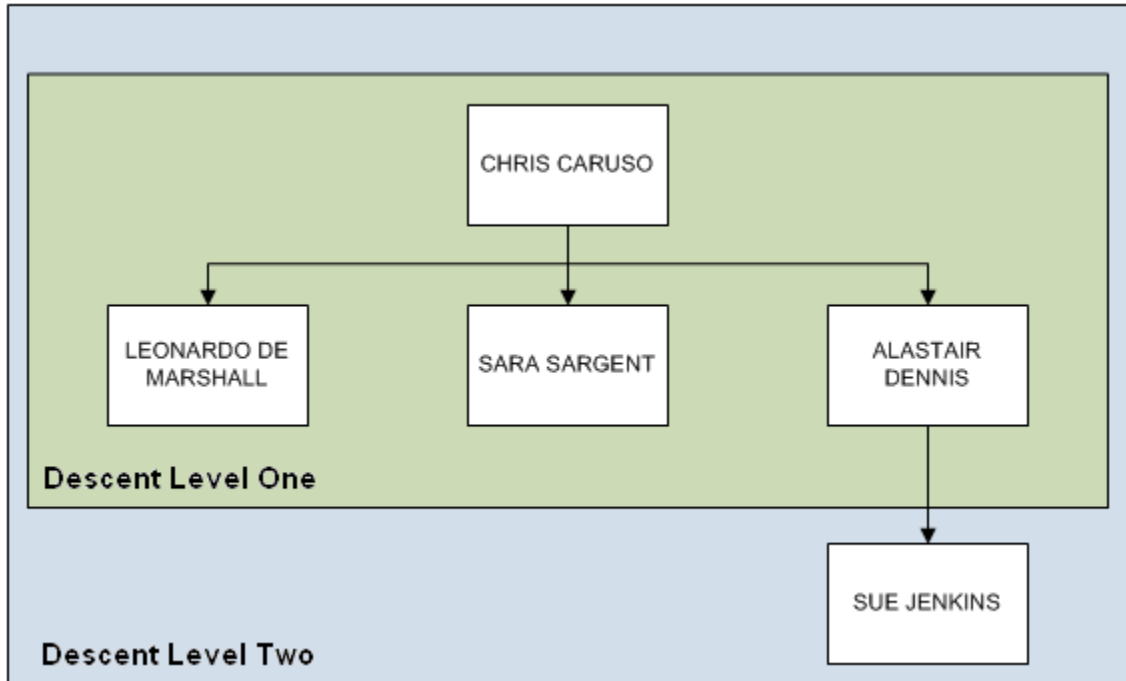 CHRIS CARUSO
LEONARDO DE
MARSHALL
SARA SARGENT
ALASTAIR
DENNIS
Descent Level One
SUE JENKINS
Descent Level Two